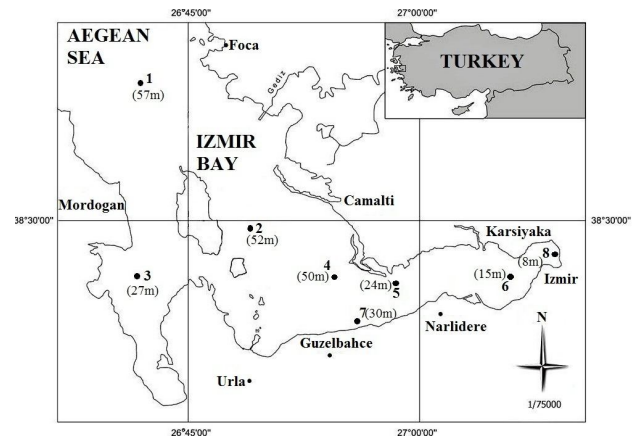 26°45'00"
27°00'00"
AEGEAN
SEA
Foca
TURKEY
1
(57m)
Gediz
IZMIR
BAY
Camalti
Mordogan
38°30'00"
38°30'00"
2
(52m)
Karsiyaka
8
(8m)
3
(27m)
4
(50m)
(24m)
5
(15m)
6
Izmir
7(30m)
Narlidere
N
Guzelbahce
Urla
1/75000
26°45'00"
27°00'00"